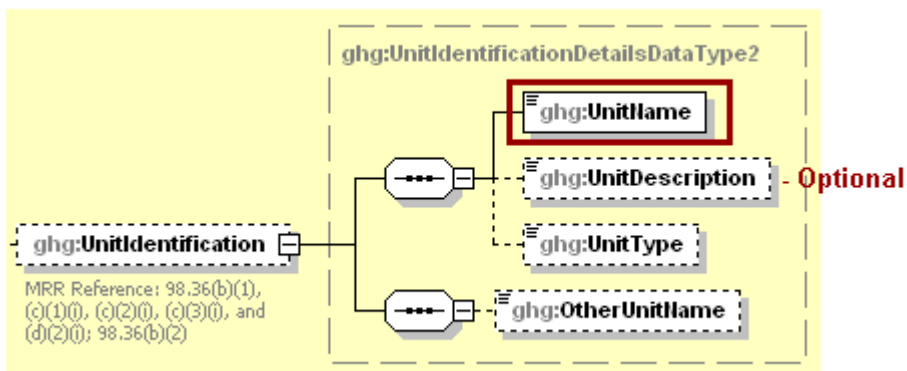 ghg:UnitIdentificationDetailsDataType2
ghg:UnitName
ghg:UnitDescription - Optional
ghg:UnitIdentification
ghg:UnitType
MRR Reference: 98.36(b)(1),
(c)(1)(i), (c)(2)(i), (c)(3)(i), and
(d)(2)(i); 98.36(b)(2)
ghg:OtherUnitName